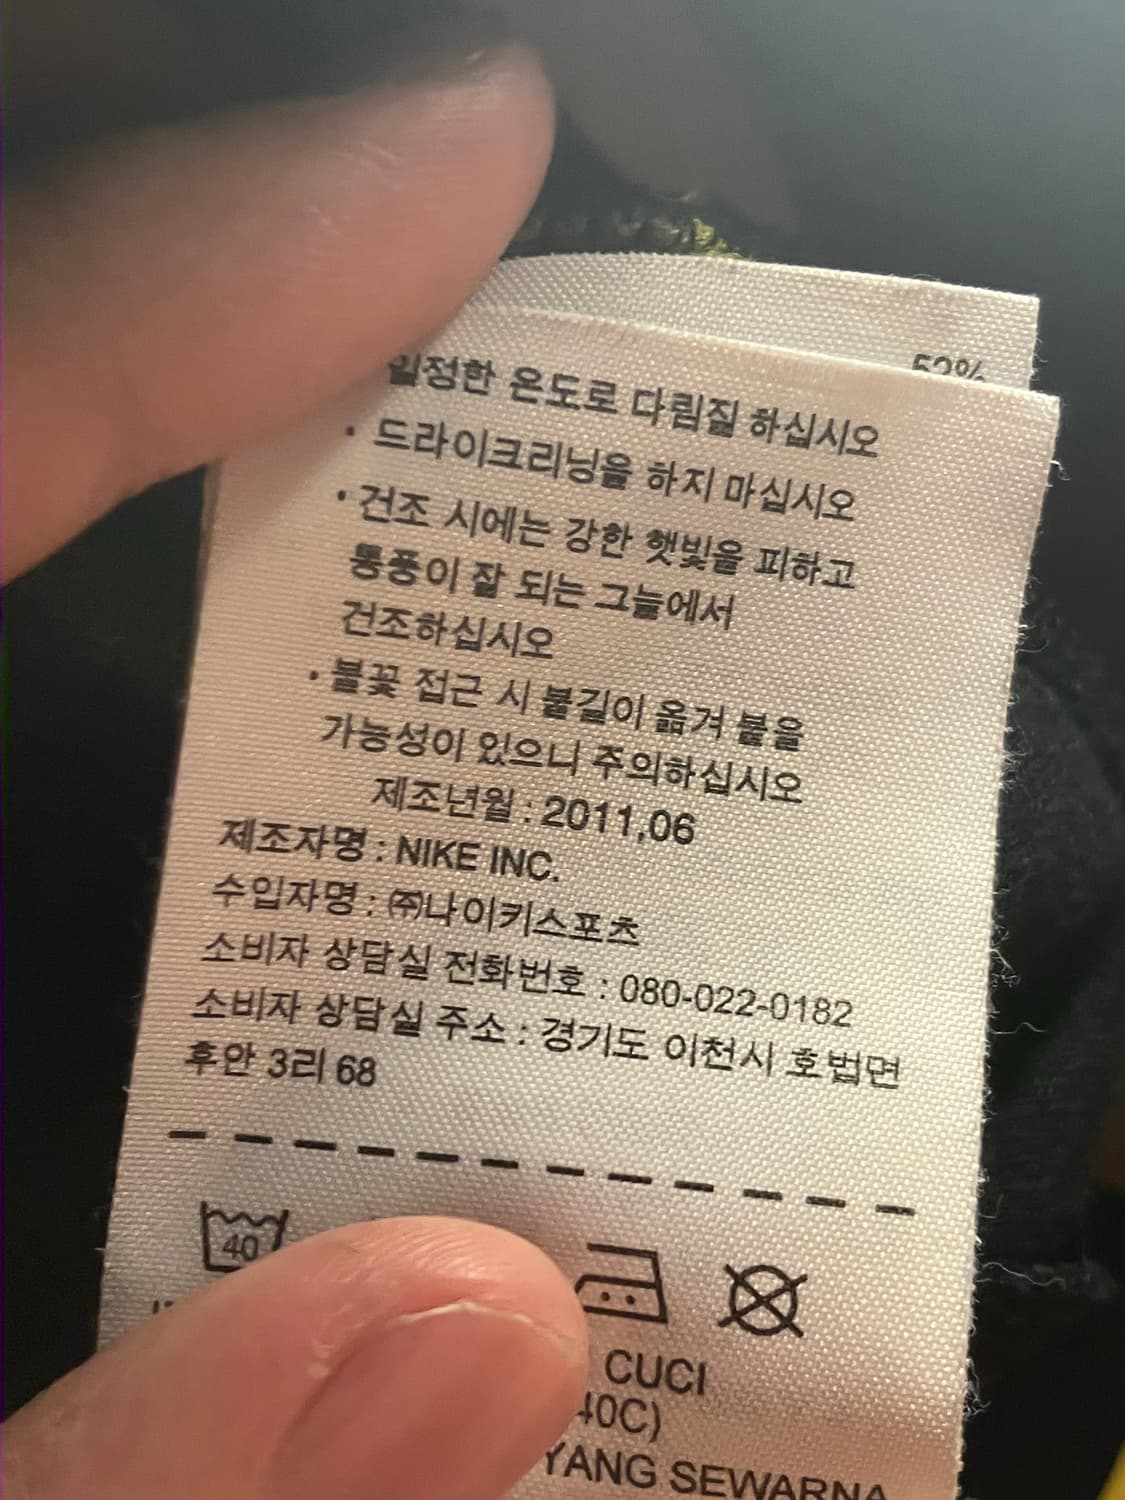 52%
일정한 온도로 다림질 하십시오
· 드라이크리닝을 하지 마십시오
· 건조 시에는 강한 햇빛을 피하고
통풍이 잘 되는 그늘에서
건조하십시오
· 불꽃 접근 시 불길이 옮겨 붙을
가능성이 있으니 주의하십시오
제조년월 : 2011,06
제조자명 : NIKE INC.
수입자명 : ㈜나이키스포츠
소비자 상담실 전화번호 : 080-022-0182
소비자 상담실 주소 : 경기도 이천시 호법면
후안 3리 68
40
CUCI
40C)
YANG SEWARNA